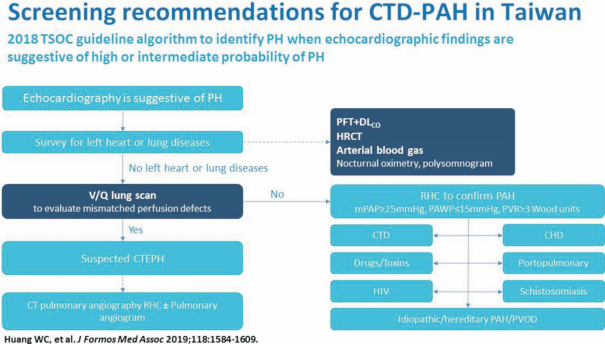 Screening recommendations for CTD-PAH in Taiwan
2018 TSOC guideline algorithm to identify PH when echocardiographic findings are
suggestive of high or intermediate probability of PH
Echocardiography is suggestive of PH
Survey for left heart or lung diseases
PFT+DLCO
HRCT
Arterial blood gas
Nocturnal oximetry, polysomnogram
No left heart or lung diseases
V/Q lung scan
to evaluate mismatched perfusion defects
No
RHC to confirm PAH
mPAP≥25mmHg, PAWP≤15mmHg, PVR>3 Wood units
Yes
CTD
CHD
Suspected CTEPH
Drugs/Toxins
Portopulmonary
HIV
Schistosomiasis
CT pulmonary angiography RHC± Pulmonary
angiogram
Idiopathic/hereditary PAH/PVOD
Huang WC, et al. J Formos Med Assoc 2019;118:1584-1609.